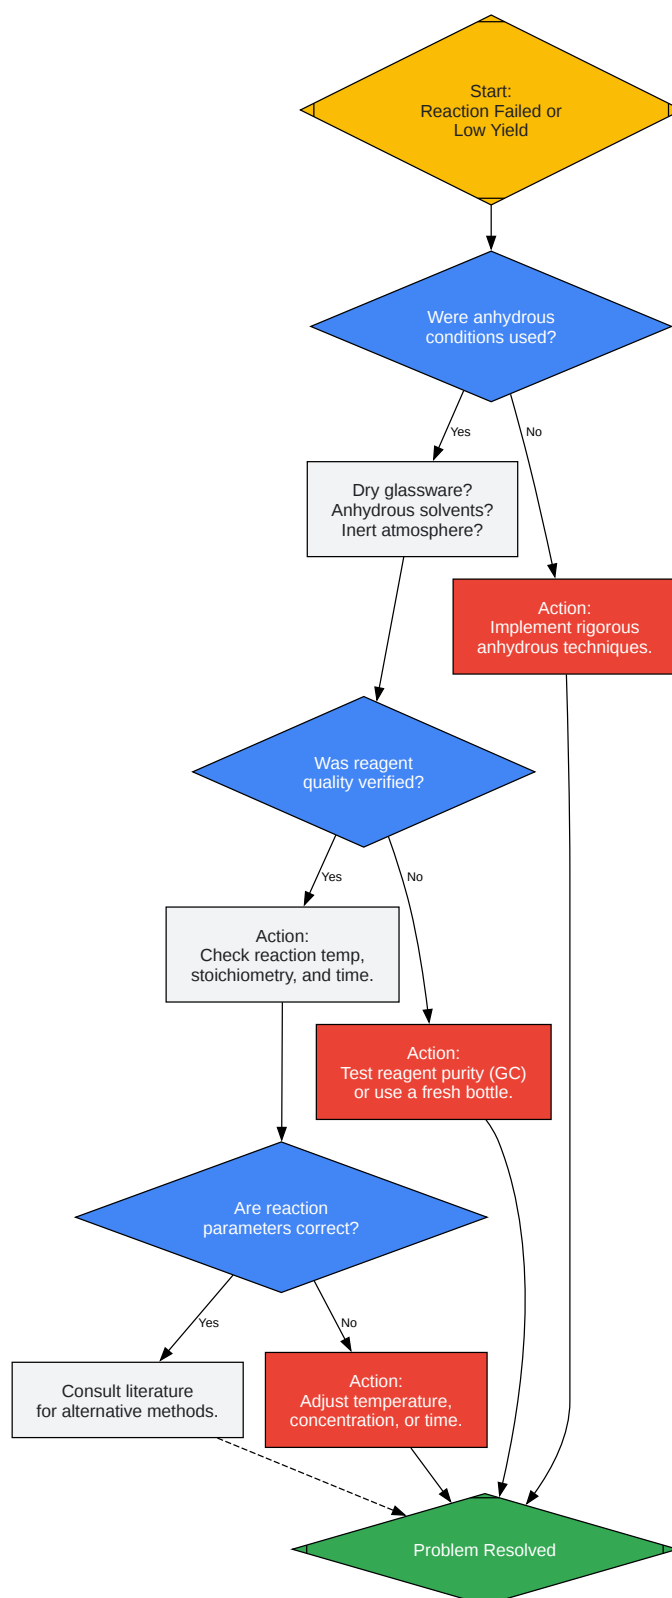 Start:
Reaction Failed or
Low Yield
Were anhydrous
conditions used?
Yes
No
Dry glassware?
Anhydrous solvents?
Inert atmosphere?
Action:
Implement rigorous
anhydrous techniques.
Was reagent
quality verified?
Yes
No
Action:
Check reaction temp,
stoichiometry, and time.
Action:
Test reagent purity (GC)
or use a fresh bottle.
Are reaction
parameters correct?
Yes
No
Consult literature
for alternative methods.
Action:
Adjust temperature,
concentration, or time.
Problem Resolved